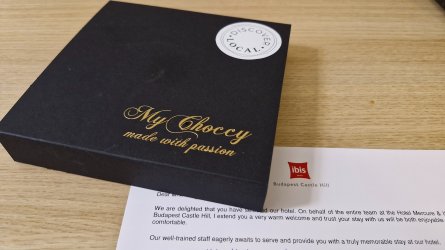 DISCOVER
LOCAL
My Choccy
made with passion
ibis
Budapest Castle Hill
Dear
We are delighted that you have our hotel. On behalf of the entire team at the Hotel Mercure &
Budapest Castle Hill, I extend you a very warm welcome and trust your stay with us will be both enjoyable
comfortable.
Our well-trained staff eagerly awaits to serve and provide you with a truly memorable stay at our hotel.